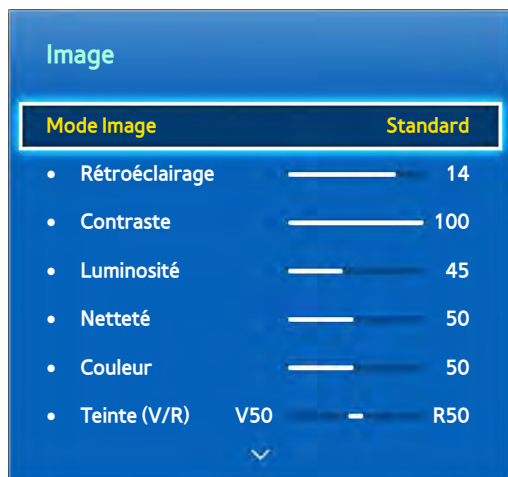 Image
Mode Image Standard
• Rétroéclairage 14
• Contraste 100
• Luminosité 45
• Netteté 50
• Couleur 50
• Teinte (V/R) V50 R50